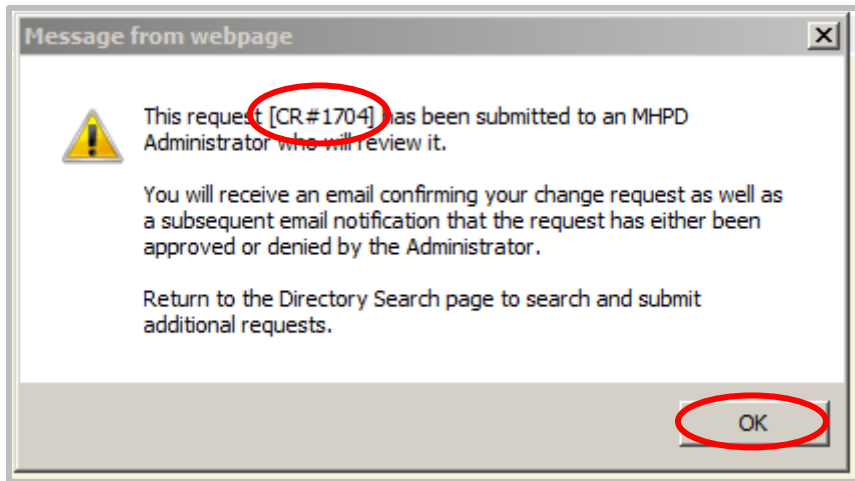 Message from webpage
This request [CR#1704] has been submitted to an MHPD
Administrator who will review it.
You will receive an email confirming your change request as well as
a subsequent email notification that the request has either been
approved or denied by the Administrator.
Return to the Directory Search page to search and submit
additional requests.
OK